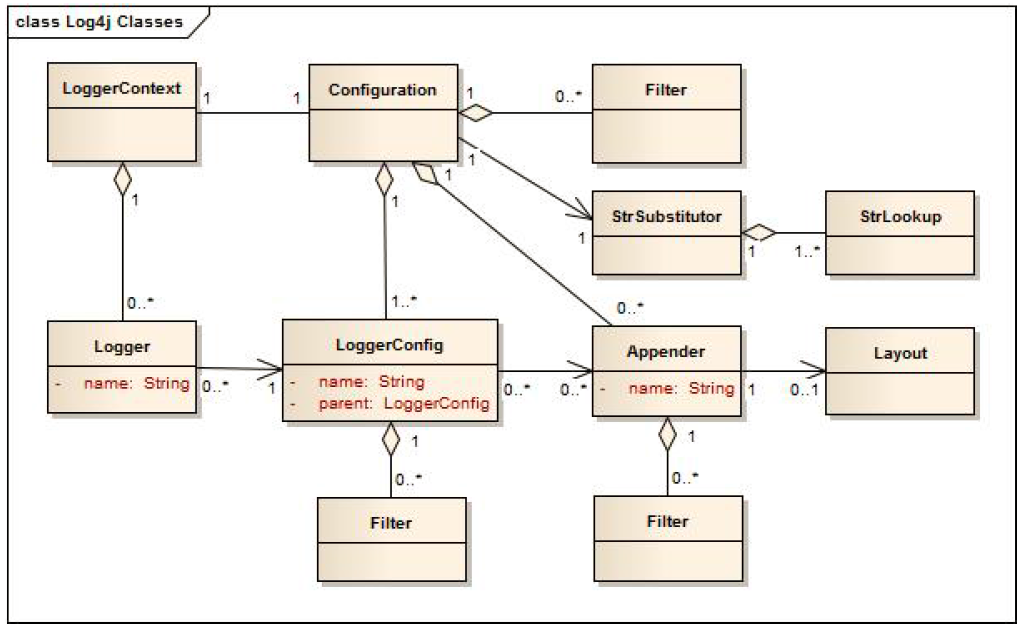 class Log4j Classes
LoggerContext
1
1
Configuration
1
0..*
Filter
1
1
1
1
1
StrSubstitutor
1
1..*
StrLookup
0..*
1..*
0..*
Logger
- name: String
0..*
1
LoggerConfig
- name: String
- parent: LoggerConfig
0..*
0..*
Appender
- name: String
1
0..1
Layout
1
0..*
Filter
1
0..*
Filter